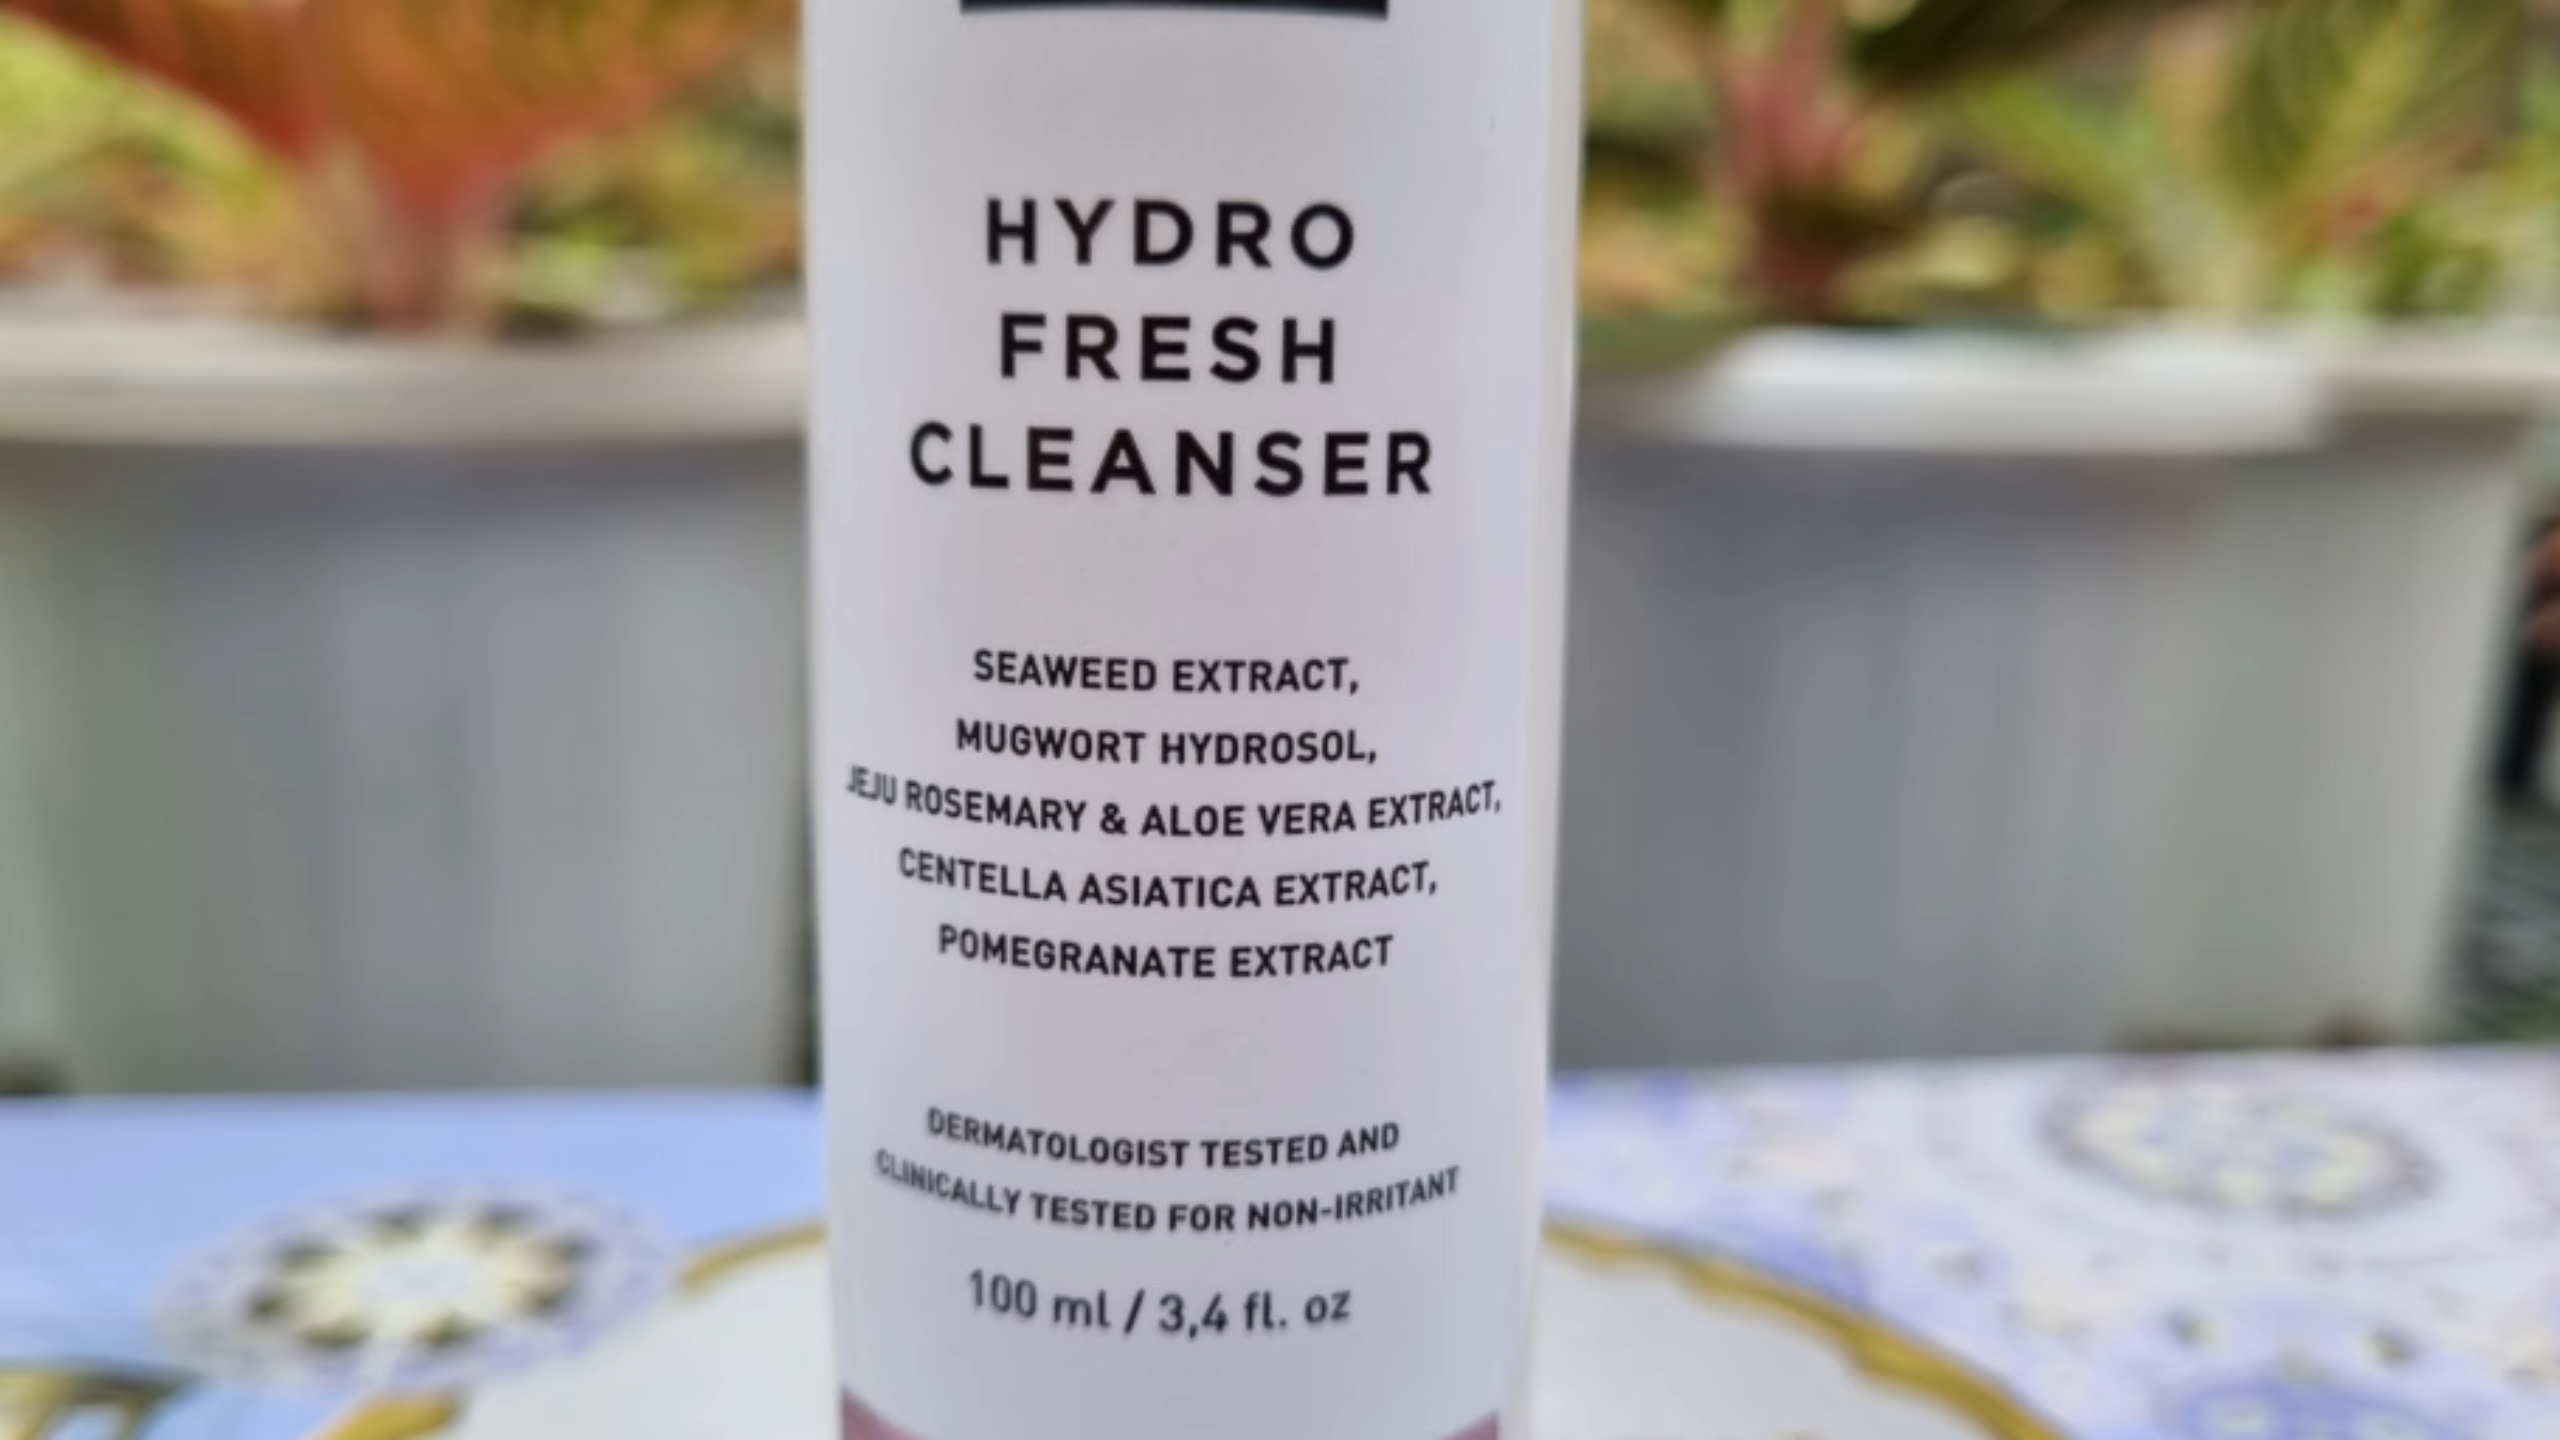 HYDRO
FRESH
CLEANSER
SEAWEED EXTRACT,
MUGWORT HYDROSOL,
JEJU ROSEMARY & ALOE VERA EXTRACT,
CENTELLA ASIATICA EXTRACT,
POMEGRANATE EXTRACT
DERMATOLOGIST TESTED AND
CLINICALLY TESTED FOR NON-IRRITANT
100 ml / 3,4 fl. oz